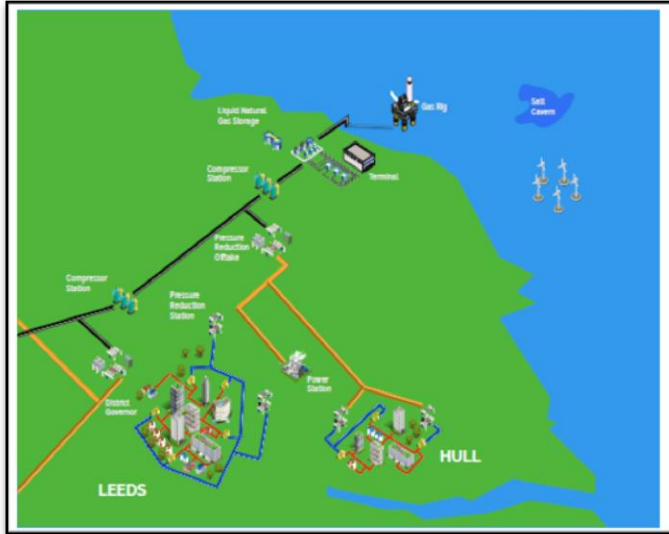 Liquid Natural
Gas Storage
Gas Rig
Salt
Cavern
Compressor
Station
Terminal
Pressure
Reduction
Offtake
Compressor
Station
Pressure
Reduction
Station
Power
Station
District
Governor
HULL
LEEDS